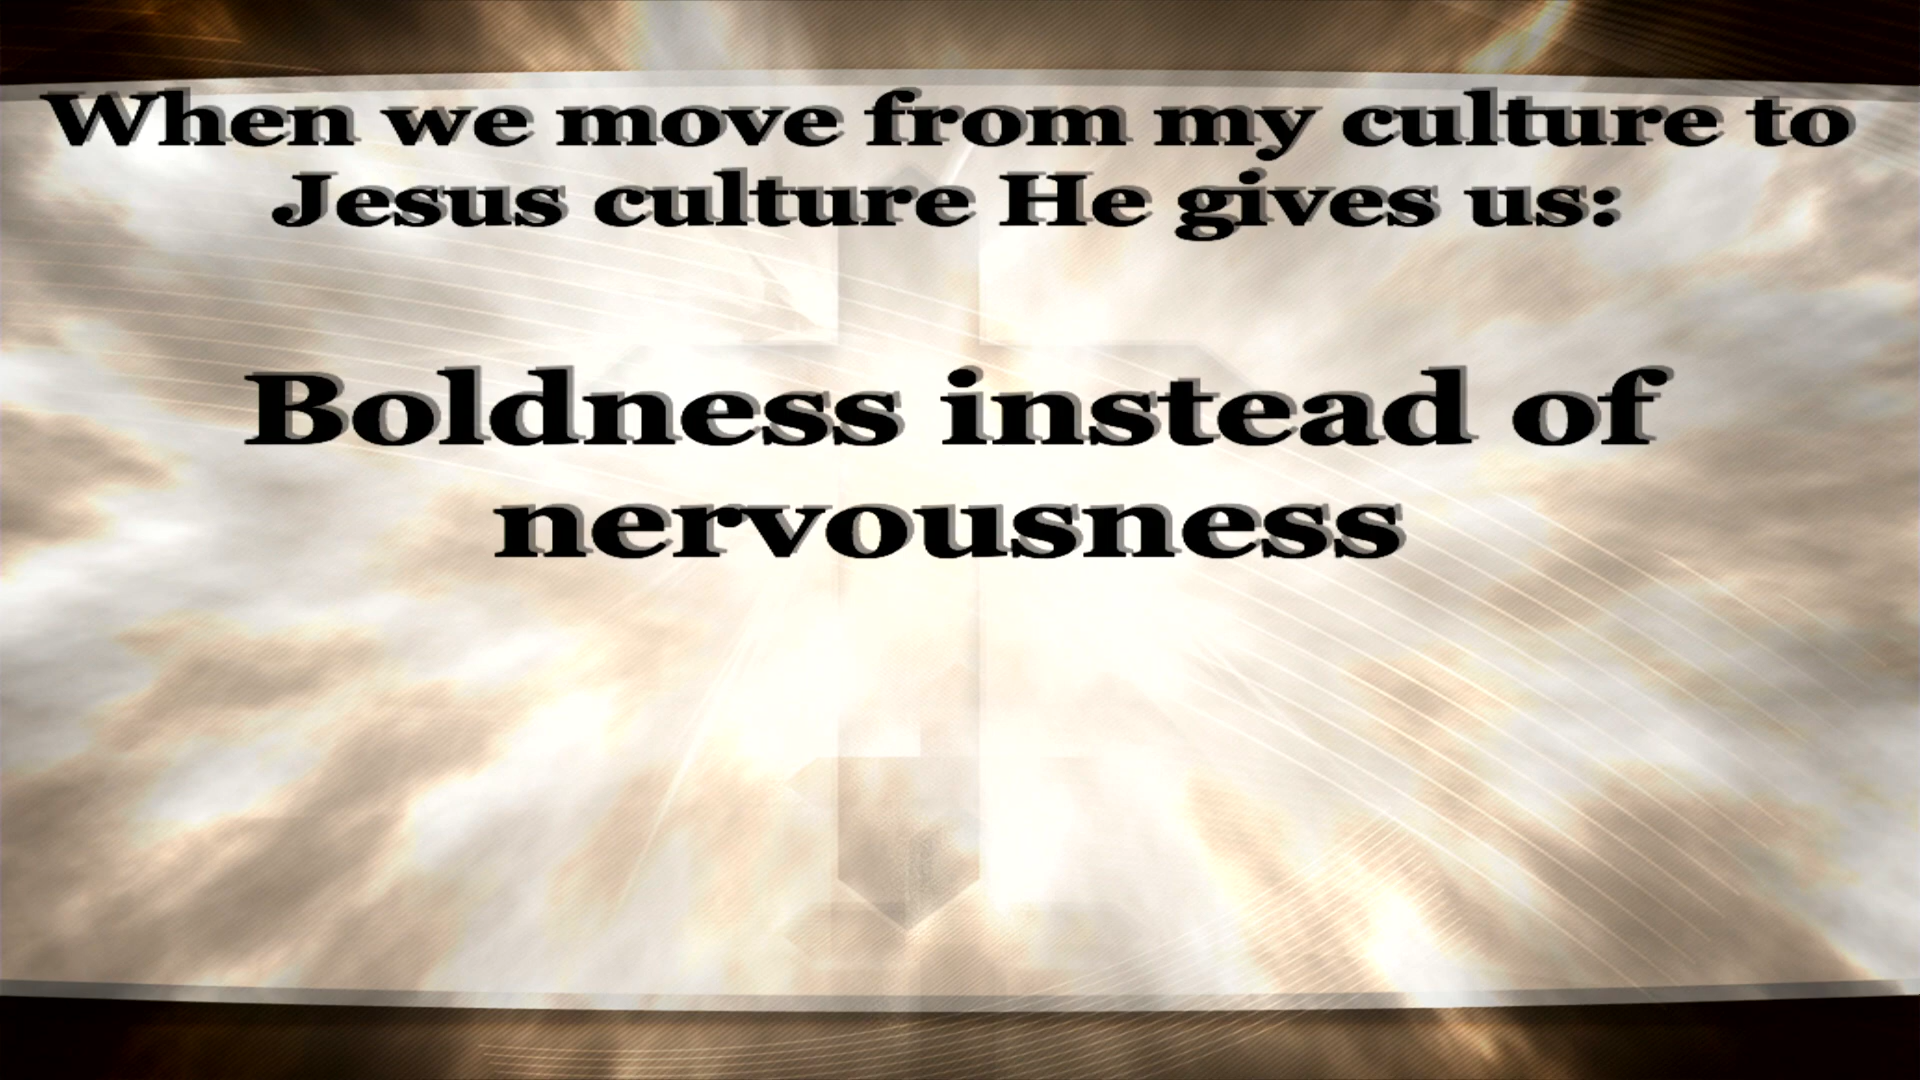 When we move from my culture to
Jesus culture He gives us:
Boldness instead of
nervousness